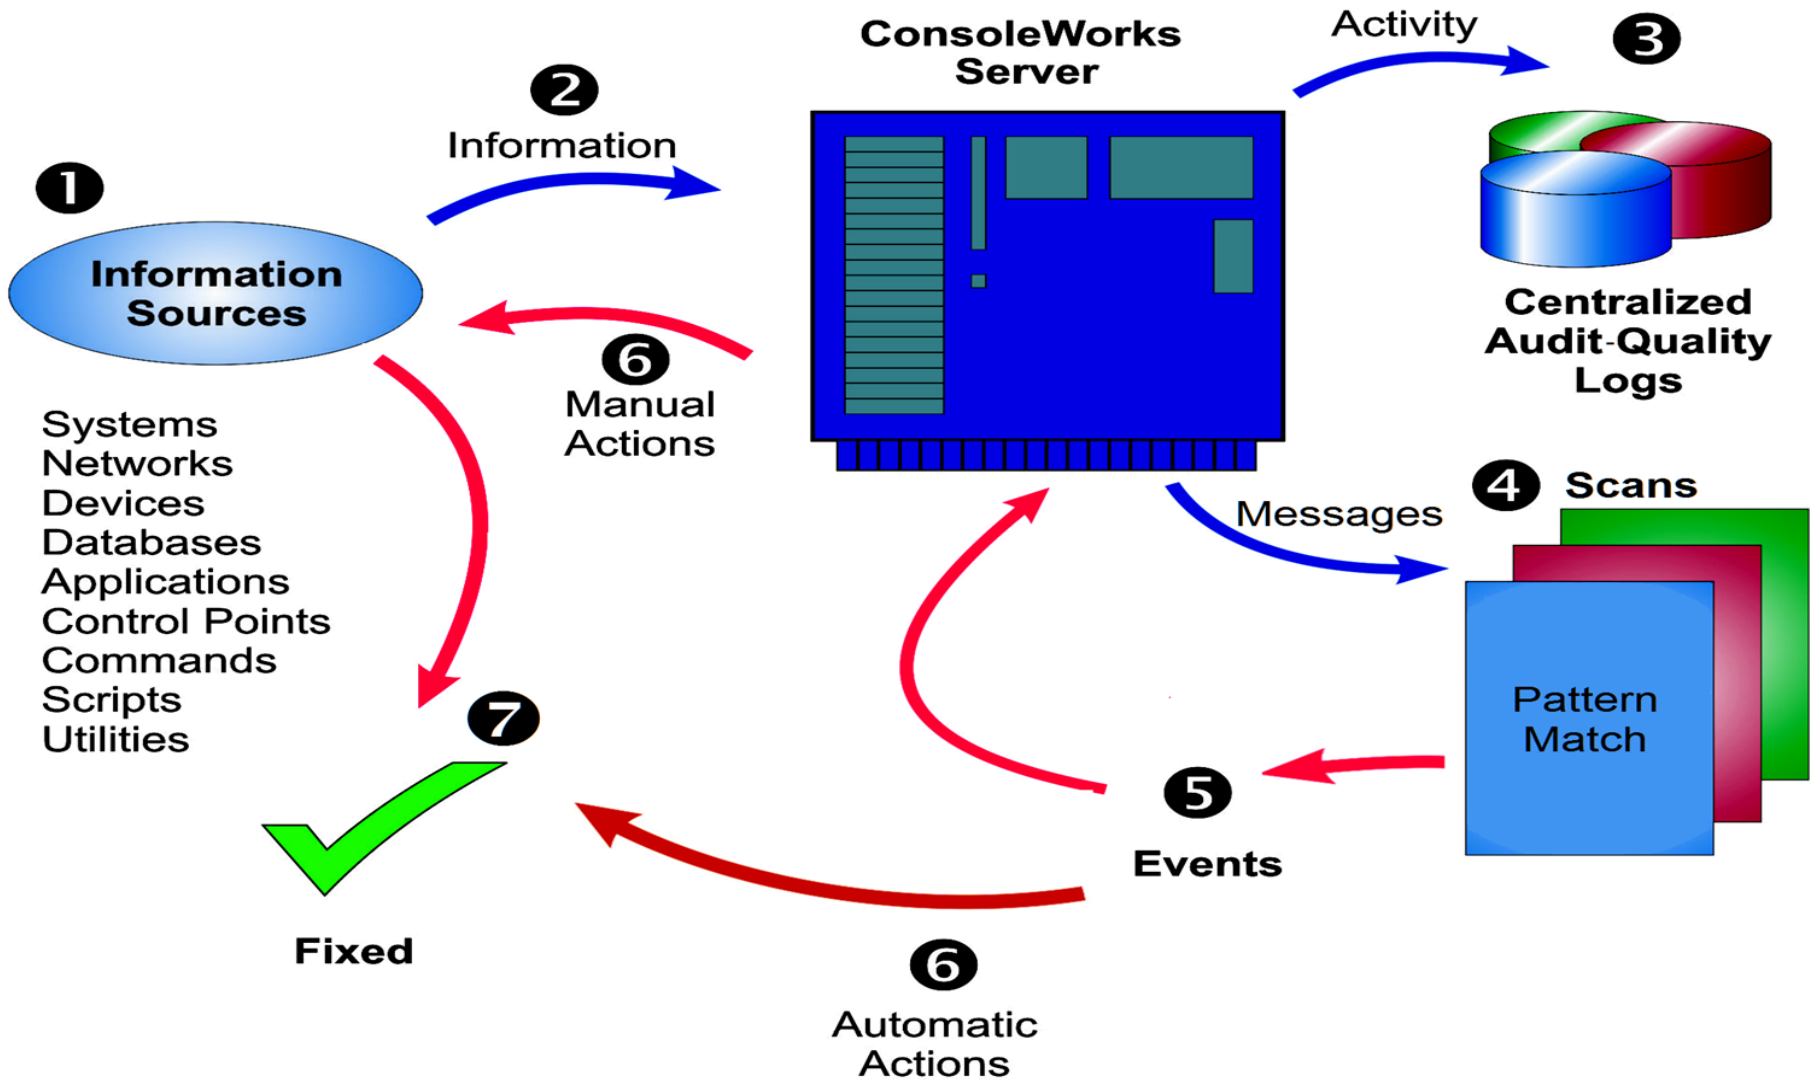 1
Information
Sources
Systems
Networks
Devices
Databases
Applications
Control Points
Commands
Scripts
Utilities
2
Information
ConsoleWorks
Server
Activity
3
Centralized
Audit-Quality
Logs
Messages
4 Scans
Pattern
Match
5
Events
6
Manual
Actions
6
Automatic
Actions
7
Fixed